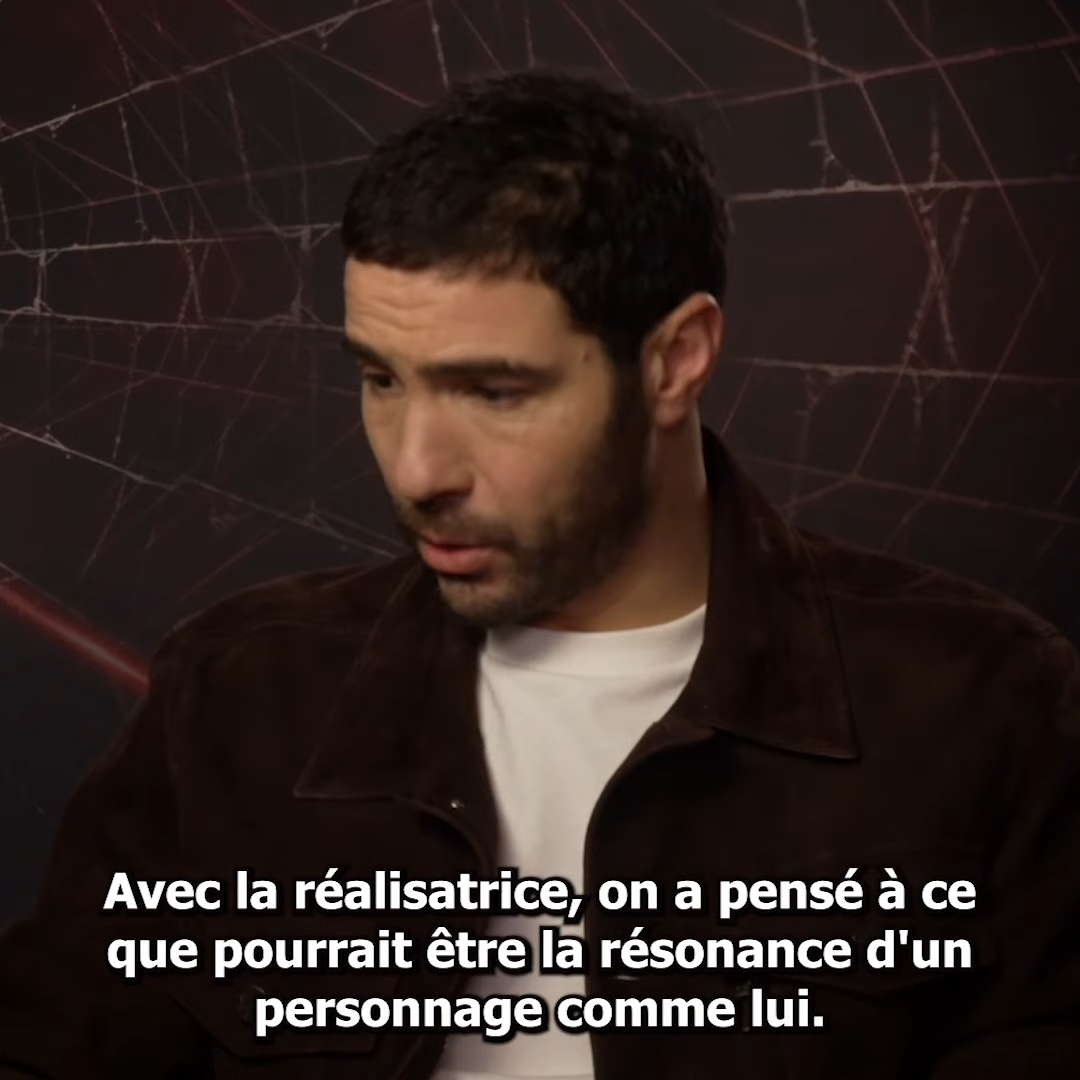 Avec la réalisatrice, on a pensé à ce
que pourrait être la résonance d'un
personnage comme lui.